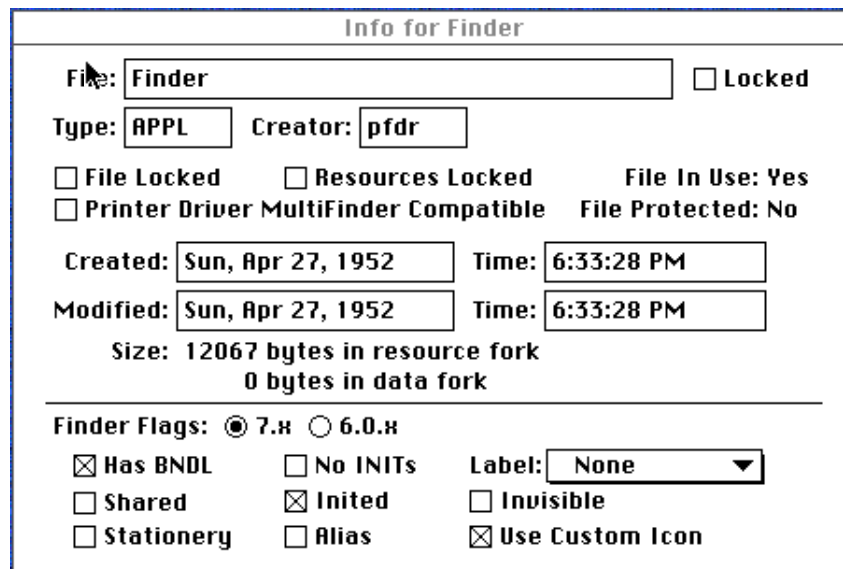 Info for Finder
File: Finder Locked
Type: APPL Creator: pfdr
File Locked Resources Locked File In Use: Yes
Printer Driver MultiFinder Compatible File Protected: No
Created: Sun, Apr 27, 1952 Time: 6:33:28 PM
Modified: Sun, Apr 27, 1952 Time: 6:33:28 PM
Size: 12067 bytes in resource fork
0 bytes in data fork
Finder Flags: 7.x 6.0.x
Has BNDL No INITs Label: None
Shared Inited Invisible
Stationery Alias Use Custom Icon